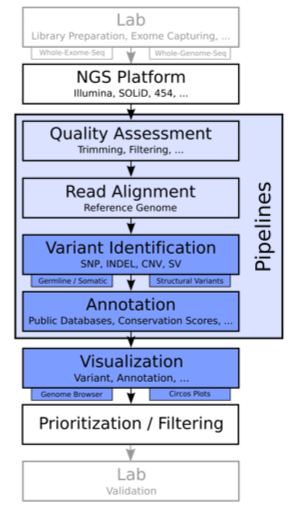 Lab
Library Preparation, Exome Capturing, ...
Whole-Exome-Seq
Whole-Genome-Seq
NGS Platform
Illumina, SOLiD, 454, ...
Quality Assessment
Trimming, Filtering, ...
Read Alignment
Reference Genome
Variant Identification
SNP, INDEL, CNV, SV
Germline / Somatic
Structural Variants
Annotation
Public Databases, Conservation Scores, ...
Pipelines
Visualization
Variant, Annotation, ...
Genome Browser
Circos Plots
Prioritization / Filtering
Lab
Validation